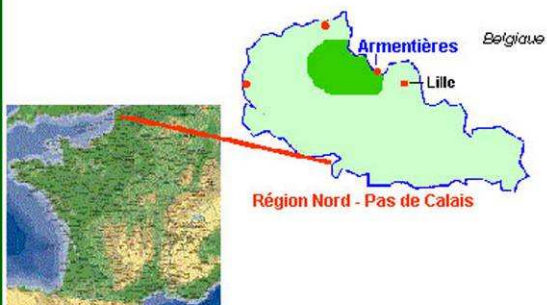 Belgique
Armentières
Lille
Région Nord - Pas de Calais